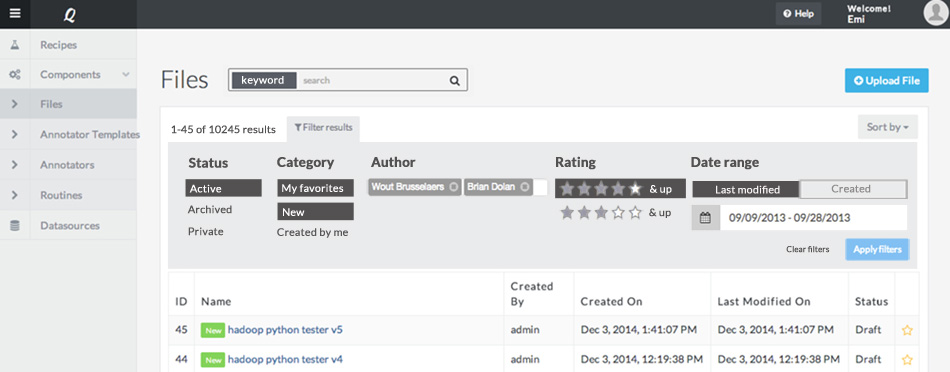 Q
Help
Welcome!
Emi
Recipes
Components
Files
Annotator Templates
Annotators
Routines
Datasources
Files
keyword
search
Upload File
1-45 of 10245 results
Filter results
Sort by
Status
Active
Archived
Private
Category
My favorites
New
Created by me
Author
Wout Brusselaers
Brian Dolan
Rating
& up
& up
Date range
Last modified
Created
09/09/2013 - 09/28/2013
Clear filters
Apply filters
ID Name Created By Created On Last Modified On Status
45 New hadoop python tester v5 admin Dec 3, 2014, 1:41:07 PM Dec 3, 2014, 1:41:07 PM Draft
44 New hadoop python tester v4 admin Dec 3, 2014, 12:19:38 PM Dec 3, 2014, 12:19:38 PM Draft